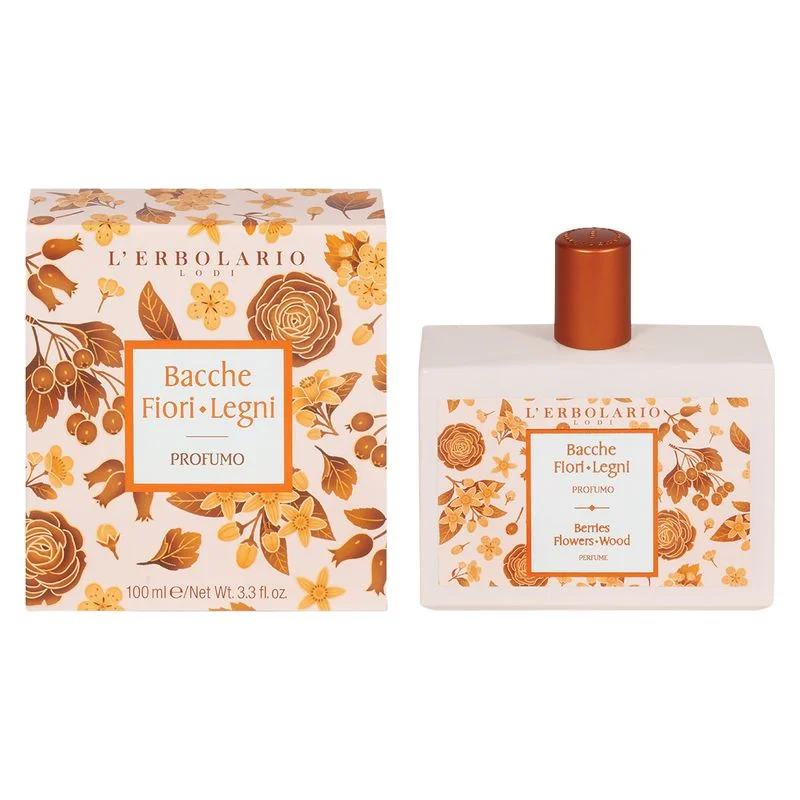 L'ERBOLARIO
LODI
Bacche
Fiori • Legni
PROFUMO
100 ml ℮/Net Wt. 3.3 fl. oz.
L'ERBOLARIO
LODI
Bacche
Fiori • Legni
PROFUMO
Berries
Flowers • Wood
PERFUME